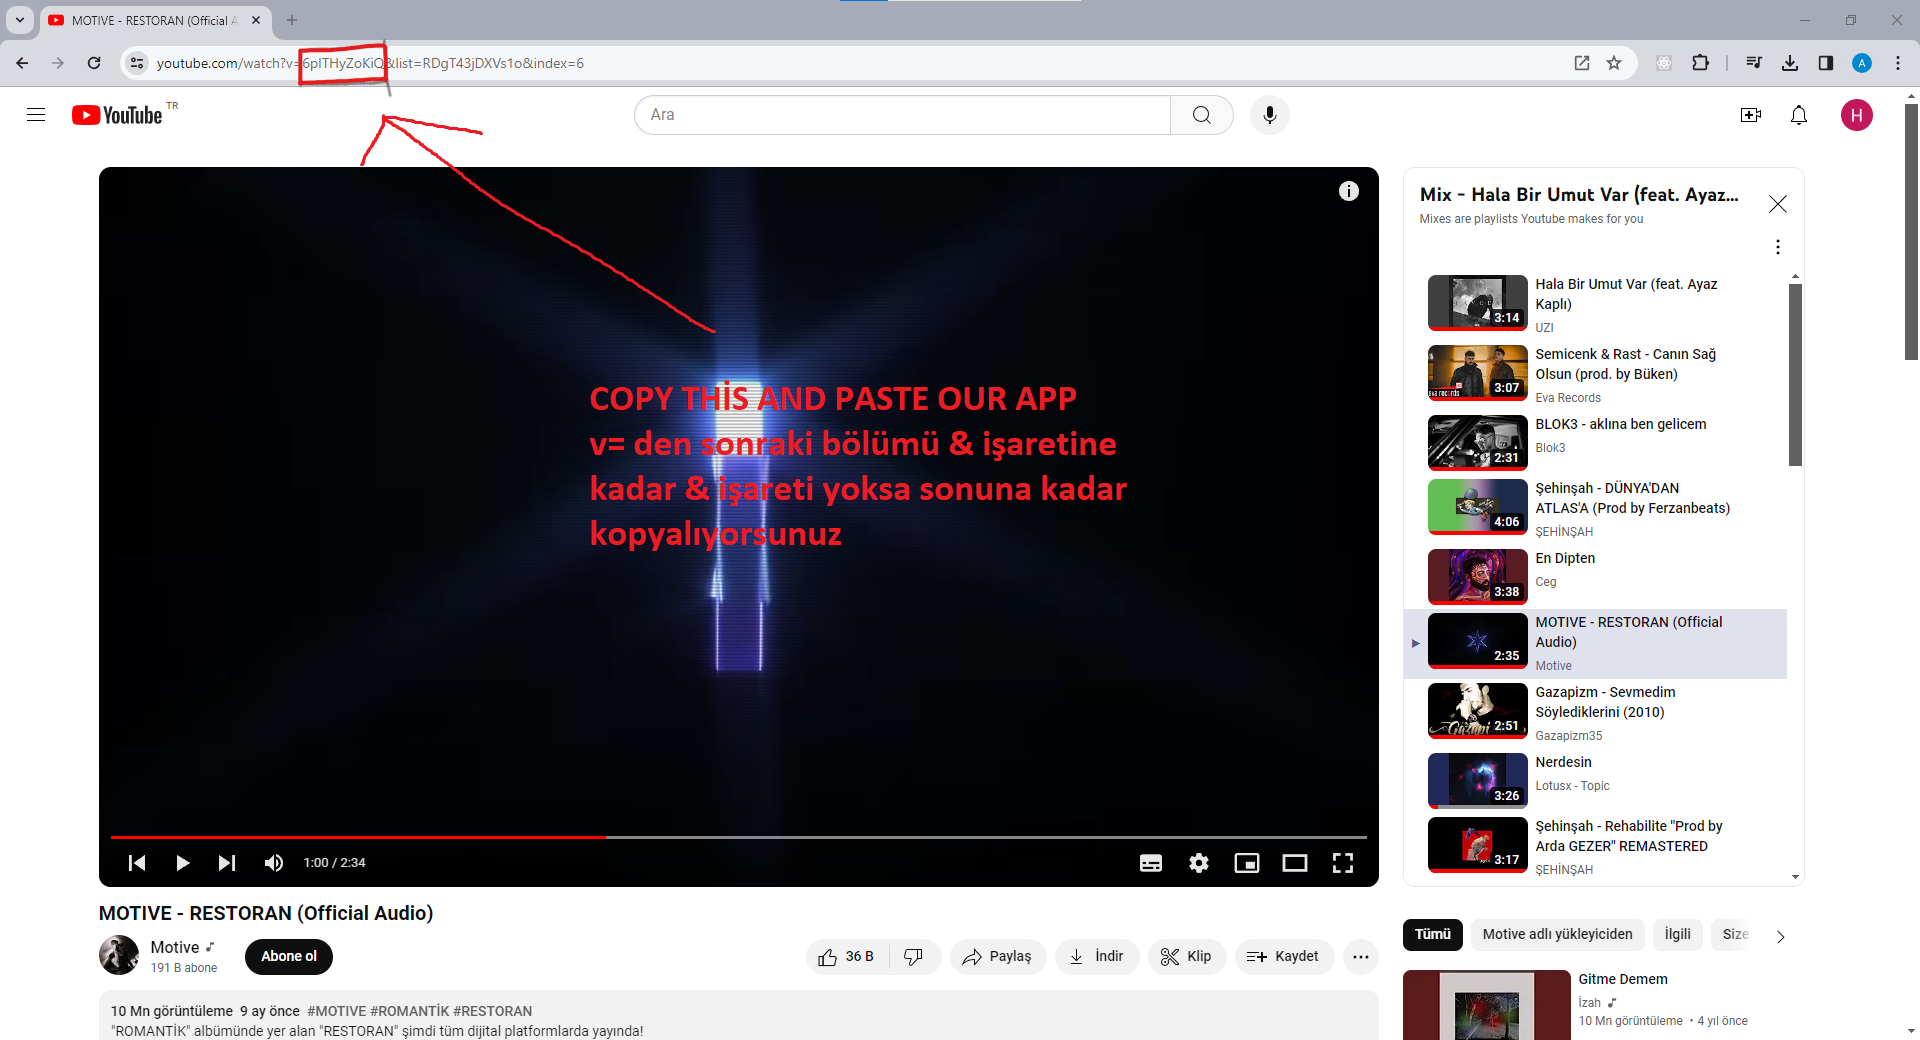 MOTIVE - RESTORAN (Official A
youtube.com/watch?v=6pITHyZoKiQ&list=RDgT43jDXVs1o&index=6
A
YouTube TR
Ara
H
COPY THİS AND PASTE OUR APP
v= den sonraki bölümü & işaretine
kadar & işareti yoksa sonuna kadar
kopyalıyorsunuz
1:00 / 2:34
Mix - Hala Bir Umut Var (feat. Ayaz...
Mixes are playlists Youtube makes for you
3:14
Hala Bir Umut Var (feat. Ayaz
Kaplı)
UZI
eva records
3:07
Semicenk & Rast - Canın Sağ
Olsun (prod. by Büken)
Eva Records
2:31
BLOK3 - aklına ben gelicem
Blok3
4:06
Şehinşah - DÜNYA'DAN
ATLAS'A (Prod by Ferzanbeats)
ŞEHİNŞAH
3:38
En Dipten
Ceg
2:35
MOTIVE - RESTORAN (Official
Audio)
Motive
2:51
Gazapizm - Sevmedim
Söylediklerini (2010)
Gazapizm35
3:26
Nerdesin
Lotusx - Topic
3:17
Şehinşah - Rehabilite "Prod by
Arda GEZER" REMASTERED
ŞEHİNŞAH
MOTIVE - RESTORAN (Official Audio)
Motive
191 B abone
Abone ol
36 B
Paylaş
İndir
Klip
Kaydet
10 Mn görüntüleme 9 ay önce #MOTIVE #ROMANTİK #RESTORAN
"ROMANTİK" albümünde yer alan "RESTORAN" şimdi tüm dijital platformlarda yayında!
Tümü
Motive adlı yükleyiciden
İlgili
Size
Gitme Demem
İzah
10 Mn görüntüleme • 4 yıl önce